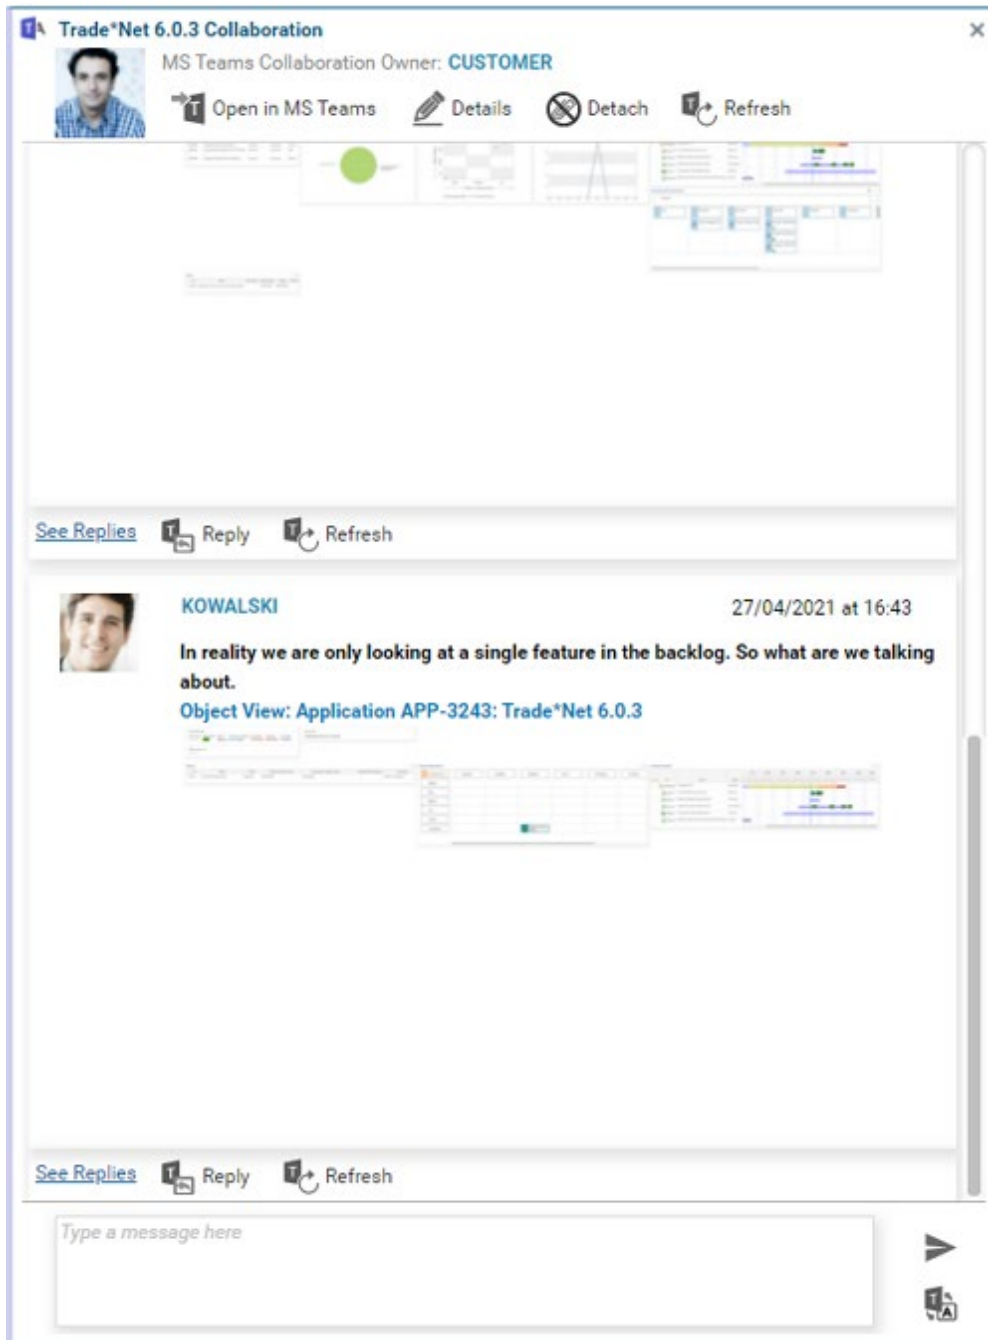 Trade*Net 6.0.3 Collaboration
MS Teams Collaboration Owner: CUSTOMER
Open in MS Teams
Details
Detach
Refresh
See Replies
Reply
Refresh
KOWALSKI
27/04/2021 at 16:43
In reality we are only looking at a single feature in the backlog. So what are we talking
about.
Object View: Application APP-3243: Trade*Net 6.0.3
See Replies
Reply
Refresh
Type a message here